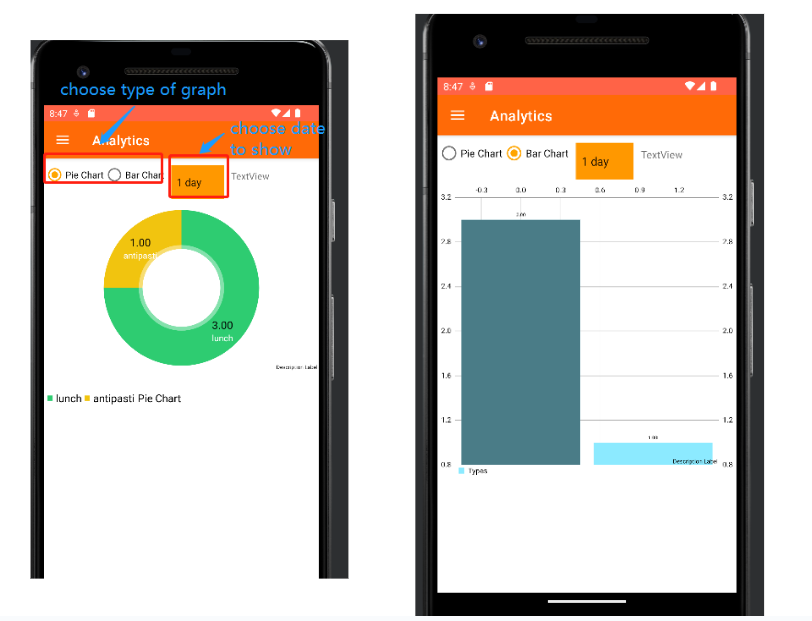 choose type of graph
8:47
Analytics
choose date
to show
Pie Chart
Bar Chart
1 day
TextView
1.00
antipasti
3.00
lunch
Description Label
lunch antipasti Pie Chart
8:47
Analytics
Pie Chart
Bar Chart
1 day
TextView
-0.3 0.0 0.3 0.6 0.9 1.2
3.2 3.2
3.00
2.8 2.8
2.4 2.4
2.0 2.0
1.6 1.6
1.2 1.2
1.00
Description Label
0.8 0.8
Types